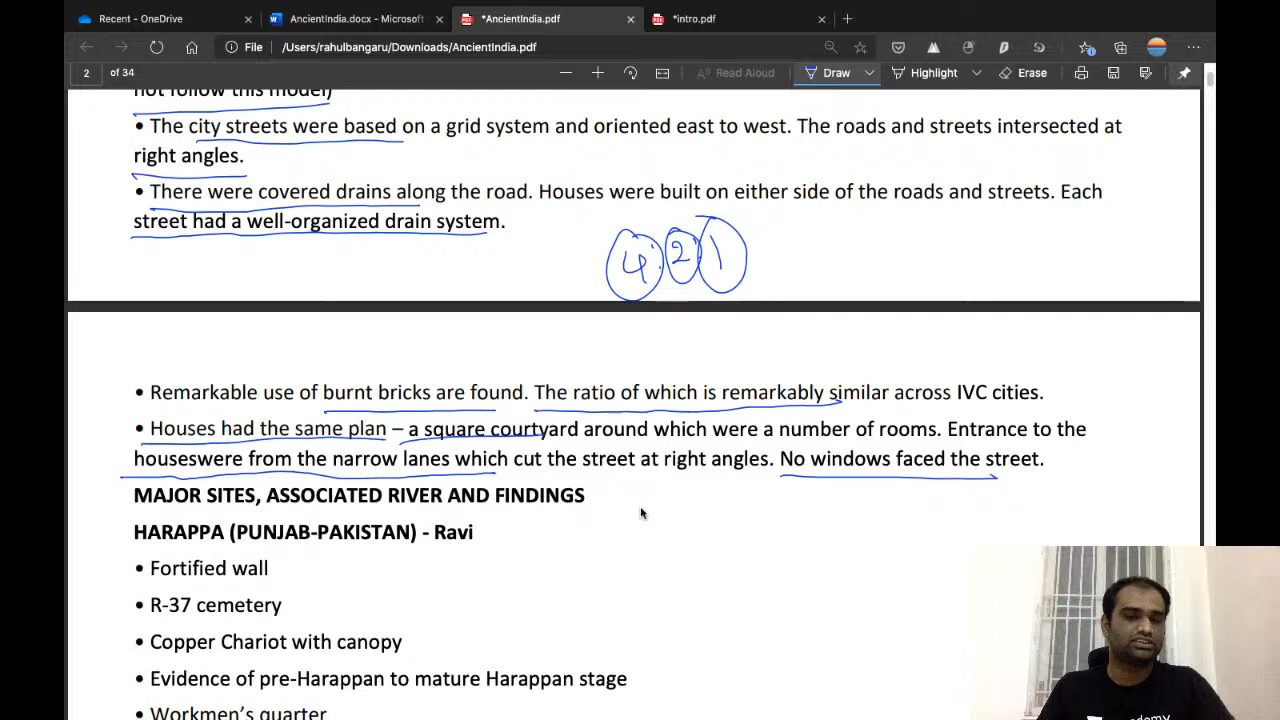 Recent - OneDrive
AncientIndia.docx - Microsoft
*AncientIndia.pdf
*intro.pdf
File
/Users/rahulbangaru/Downloads/AncientIndia.pdf
2 of 34
Read Aloud
Draw
Highlight
Erase
not follow this model)
• The city streets were based on a grid system and oriented east to west. The roads and streets intersected at
right angles.
• There were covered drains along the road. Houses were built on either side of the roads and streets. Each
street had a well-organized drain system.
4:2:1
• Remarkable use of burnt bricks are found. The ratio of which is remarkably similar across IVC cities.
• Houses had the same plan – a square courtyard around which were a number of rooms. Entrance to the
houseswere from the narrow lanes which cut the street at right angles. No windows faced the street.
MAJOR SITES, ASSOCIATED RIVER AND FINDINGS
HARAPPA (PUNJAB-PAKISTAN) - Ravi
• Fortified wall
• R-37 cemetery
• Copper Chariot with canopy
• Evidence of pre-Harappan to mature Harappan stage
• Workmen's quarter